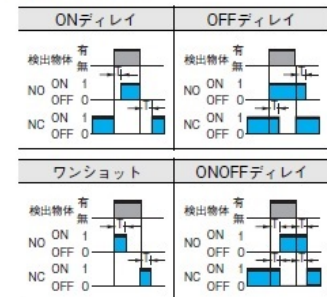 ONディレイ
OFFディレイ
検出物体 有
無
T
NO ON 1
OFF 0
T
NC ON 1
OFF 0
検出物体 有
無
T
NO ON 1
OFF 0
T
NC ON 1
OFF 0
ワンショット
ONOFFディレイ
検出物体 有
無
T
NO ON 1
OFF 0
T
NC ON 1
OFF 0
検出物体 有
無
T T
NO ON 1
OFF 0
T T
NC ON 1
OFF 0